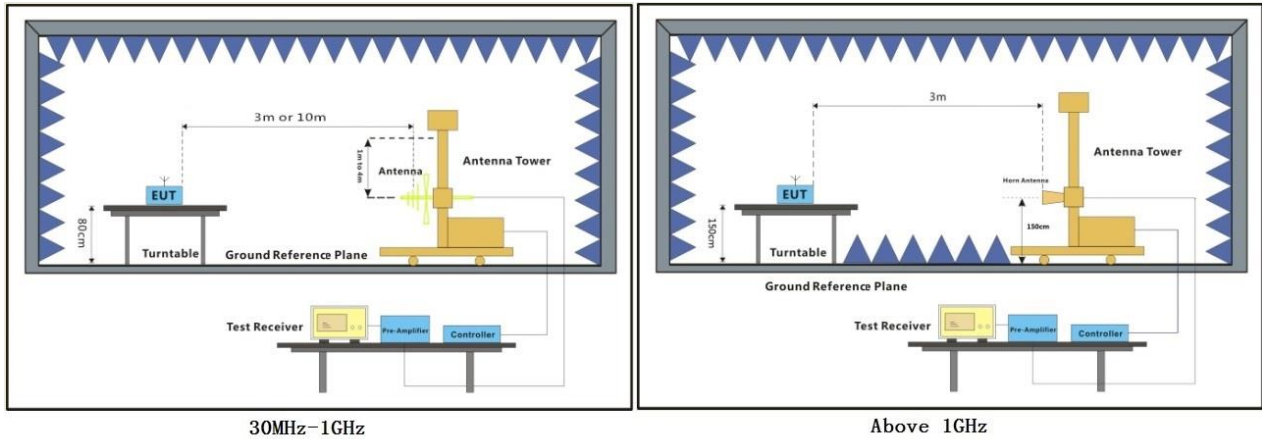 3m or 10m
1m to 4m
Antenna
Antenna Tower
EUT
80cm
Turntable
Ground Reference Plane
Test Receiver
Pre-Amplifier
Controller
30MHz-1GHz
3m
Antenna Tower
Horn Antenna
EUT
150cm
150cm
Turntable
Ground Reference Plane
Test Receiver
Pre-Amplifier
Controller
Above 1GHz